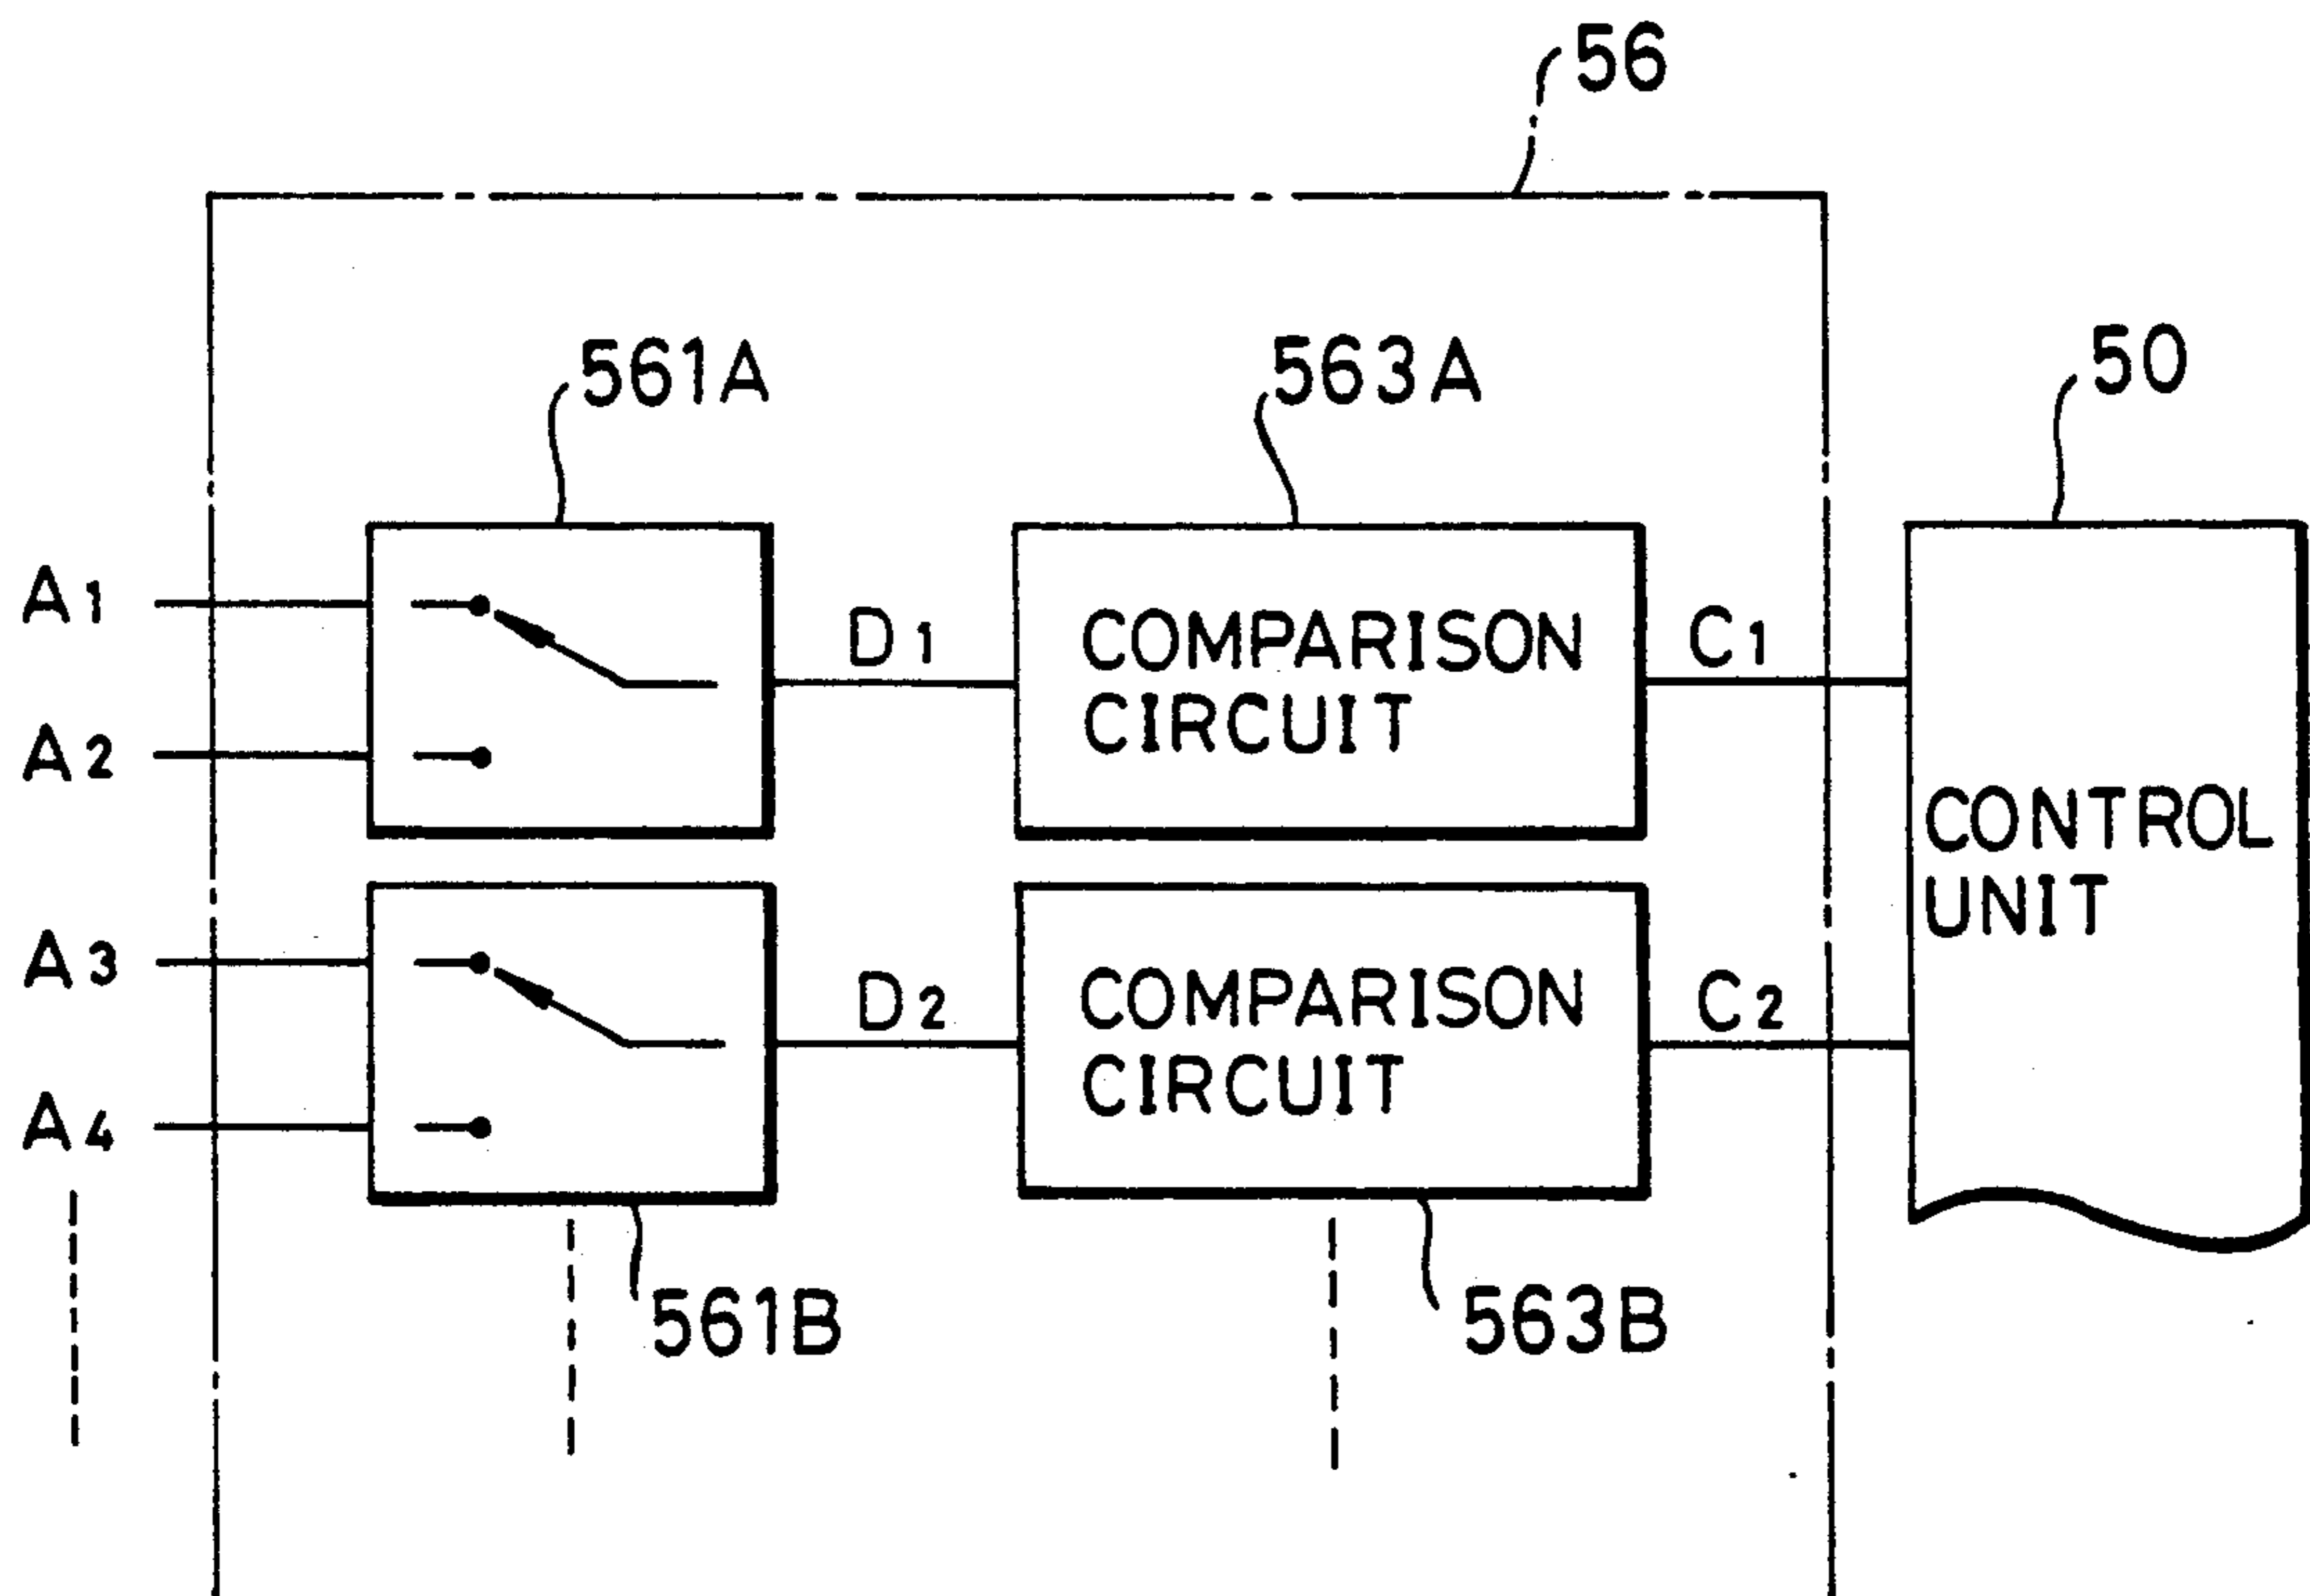 56
561A
563A
50
A1
D1
COMPARISON
CIRCUIT
C1
A2
CONTROL
UNIT
A3
D2
COMPARISON
CIRCUIT
C2
A4
561B
563B